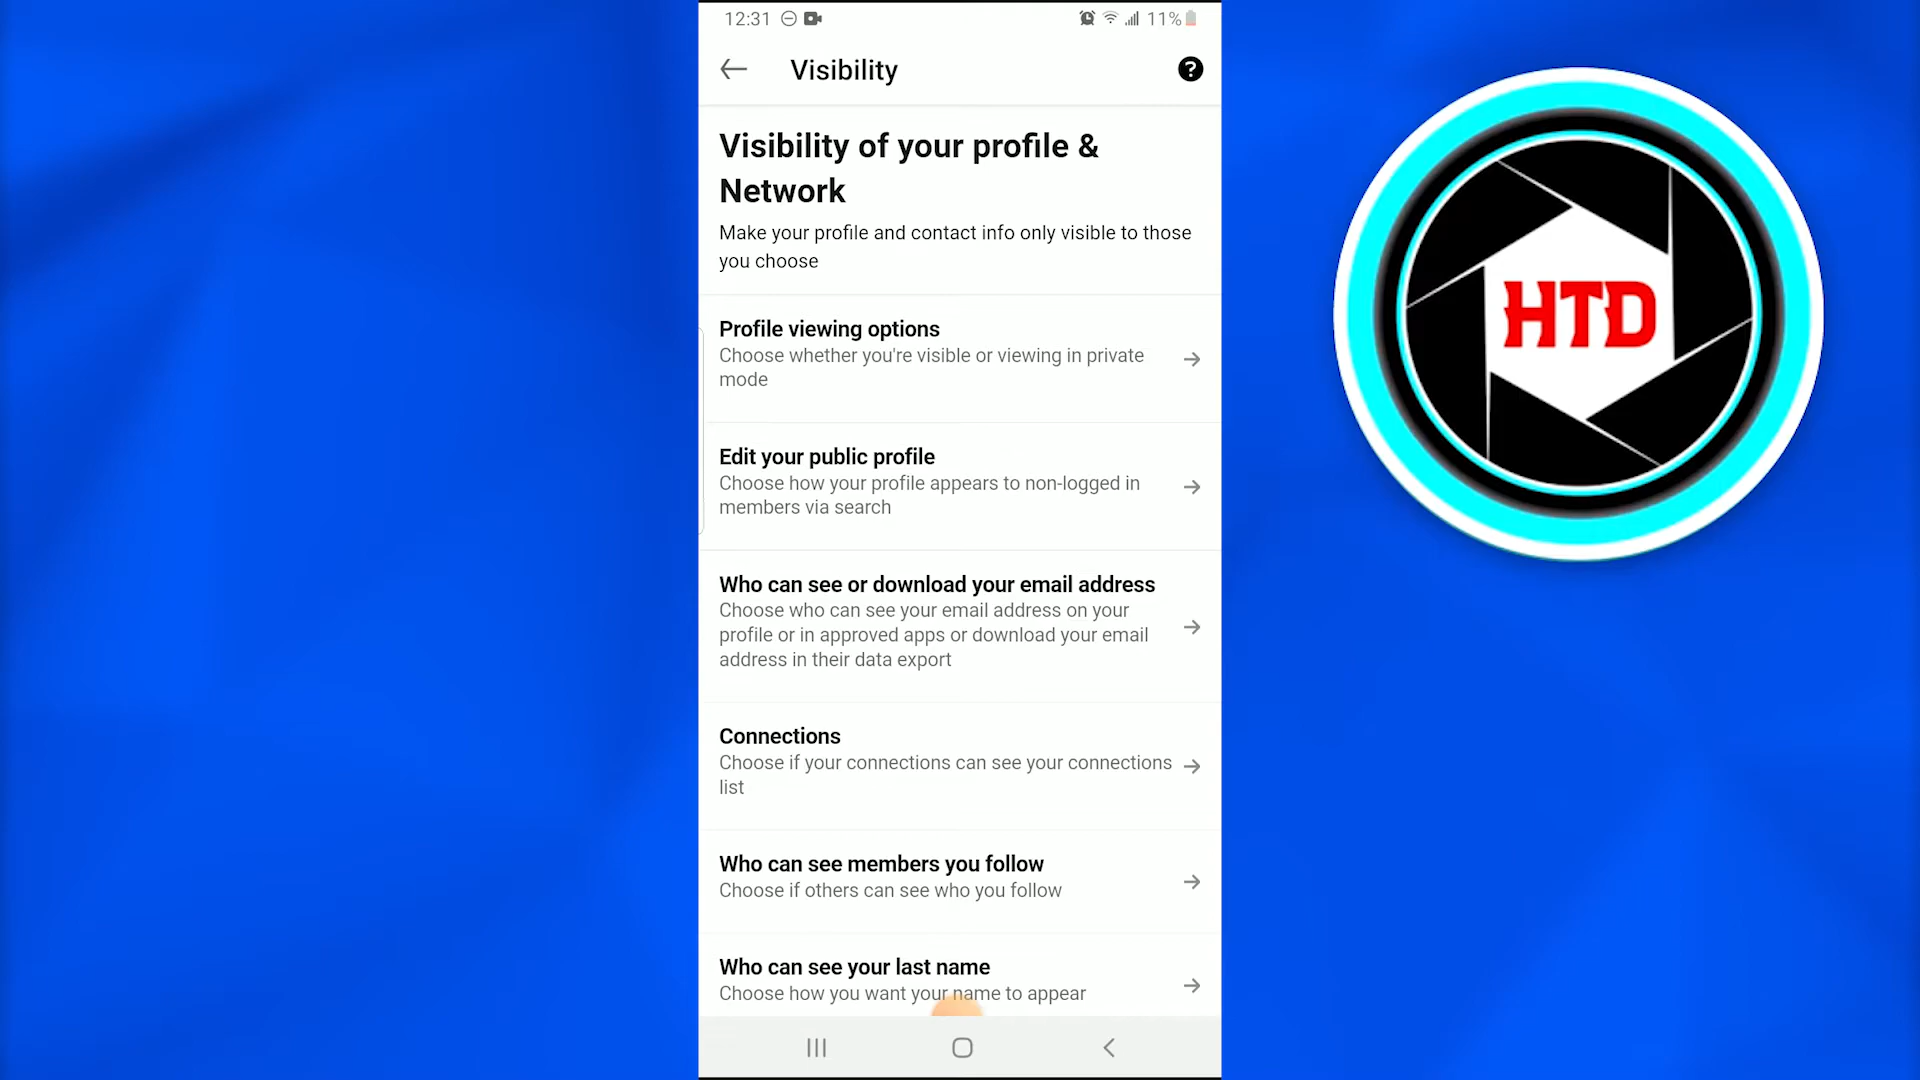 12:31
11%
Visibility
?
Visibility of your profile &
Network
Make your profile and contact info only visible to those
you choose
Profile viewing options
Choose whether you're visible or viewing in private
mode
Edit your public profile
Choose how your profile appears to non-logged in
members via search
Who can see or download your email address
Choose who can see your email address on your
profile or in approved apps or download your email
address in their data export
Connections
Choose if your connections can see your connections
list
Who can see members you follow
Choose if others can see who you follow
Who can see your last name
Choose how you want your name to appear
HTD